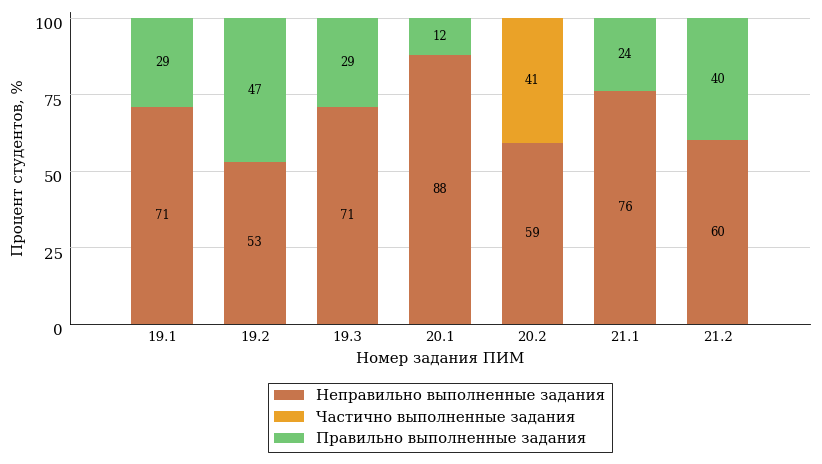 100
75
50
25
0
Процент студентов, %
29 47 29 12 41 24 40
71 53 71 88 59 76 60
19.1 19.2 19.3 20.1 20.2 21.1 21.2
Номер задания ПИМ
Неправильно выполненные задания
Частично выполненные задания
Правильно выполненные задания